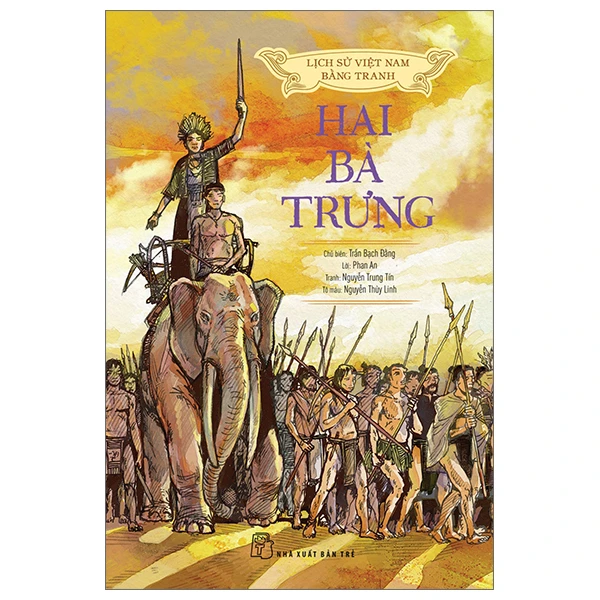 LỊCH SỬ VIỆT NAM
BẰNG TRANH
HAI
BÀ
TRƯNG
Chủ biên: Trần Bạch Đằng
Lời: Phan An
Tranh: Nguyễn Trung Tín
Tô màu: Nguyễn Thùy Linh
NHÀ XUẤT BẢN TRẺ